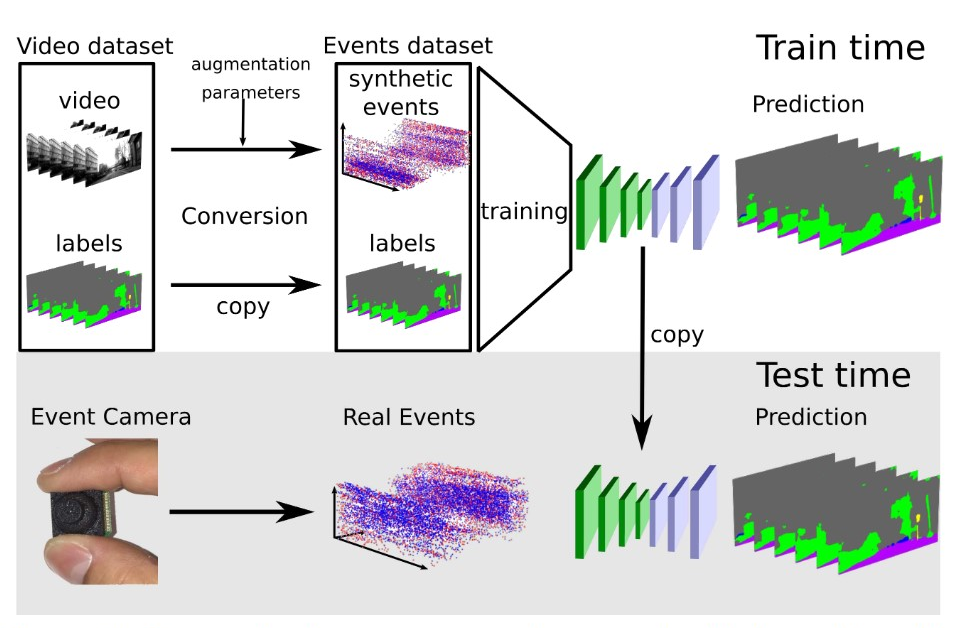 Video dataset
Events dataset
Train time
augmentation
parameters
video
synthetic
events
Prediction
Conversion
training
labels
labels
copy
copy
Test time
Event Camera
Real Events
Prediction